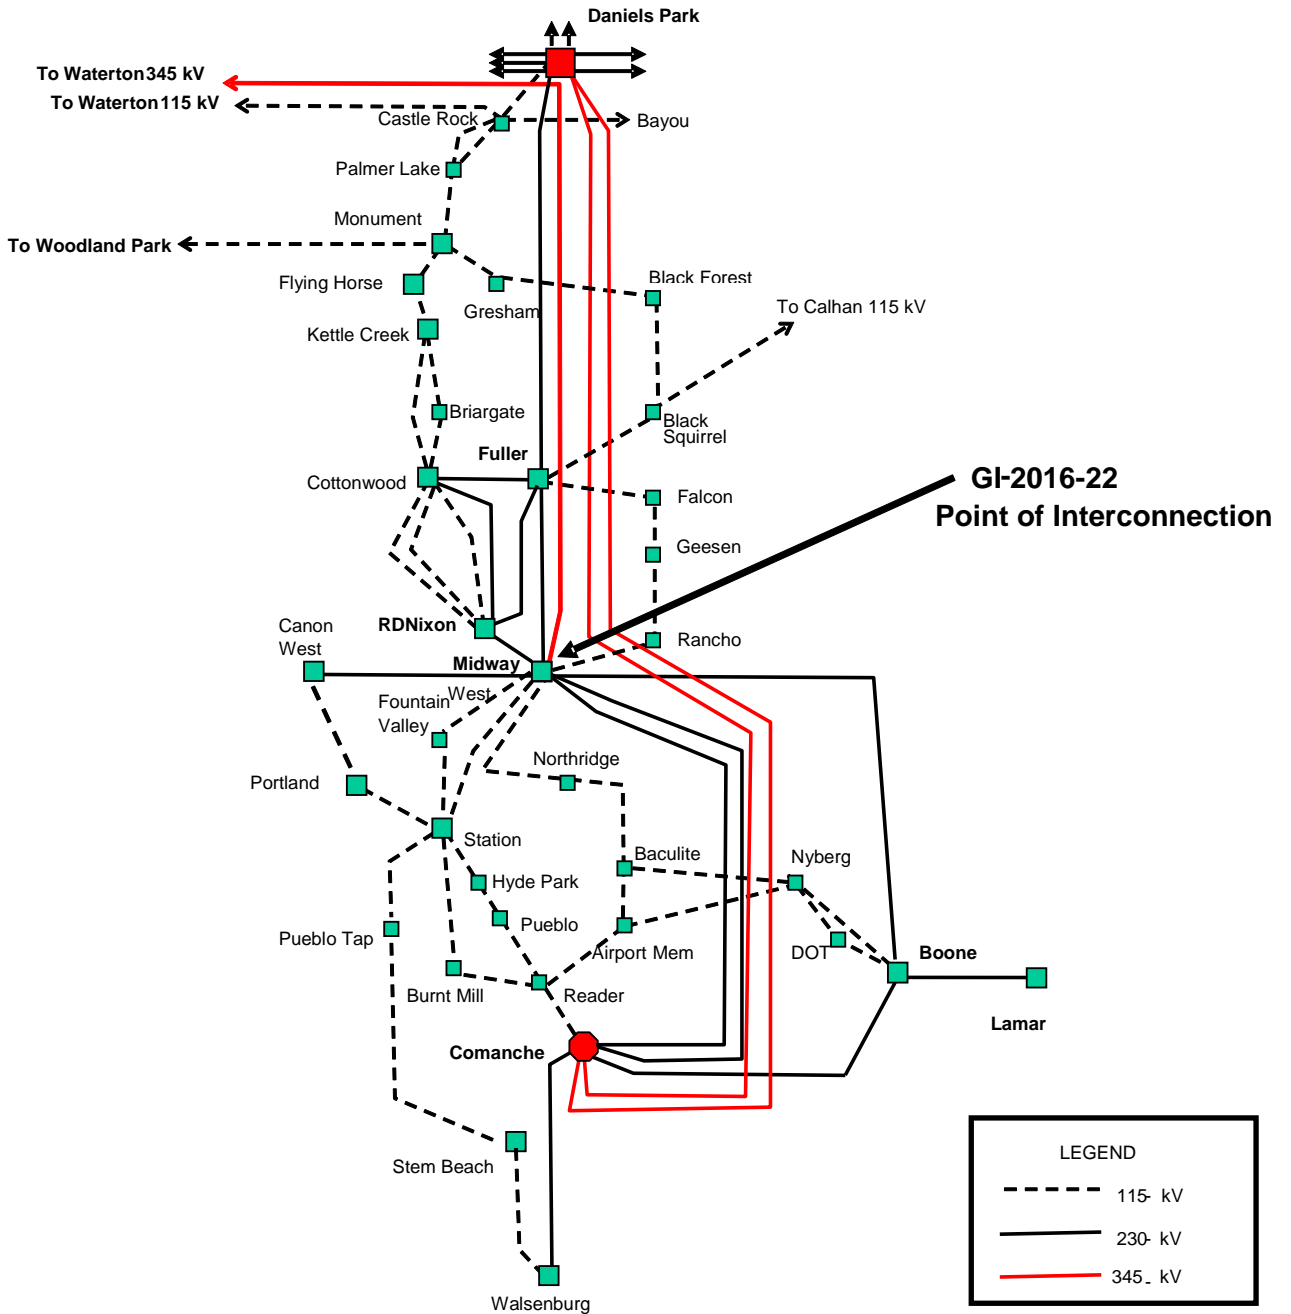 Daniels Park
To Waterton 345 kV
To Waterton 115 kV
Castle Rock
Bayou
Palmer Lake
Monument
To Woodland Park
Flying Horse
Gresham
Black Forest
To Calhan 115 kV
Kettle Creek
Briargate
Black
Squirrel
Fuller
Cottonwood
Falcon
GI-2016-22
Point of Interconnection
Geesen
Canon
West
RDNixon
Rancho
Midway
West
Fountain
Valley
Northridge
Portland
Station
Baculite
Nyberg
Hyde Park
Pueblo
Pueblo Tap
Airport Mem
DOT
Boone
Burnt Mill
Reader
Lamar
Comanche
Stem Beach
Walsenburg
LEGEND
115- kV
230- kV
345- kV